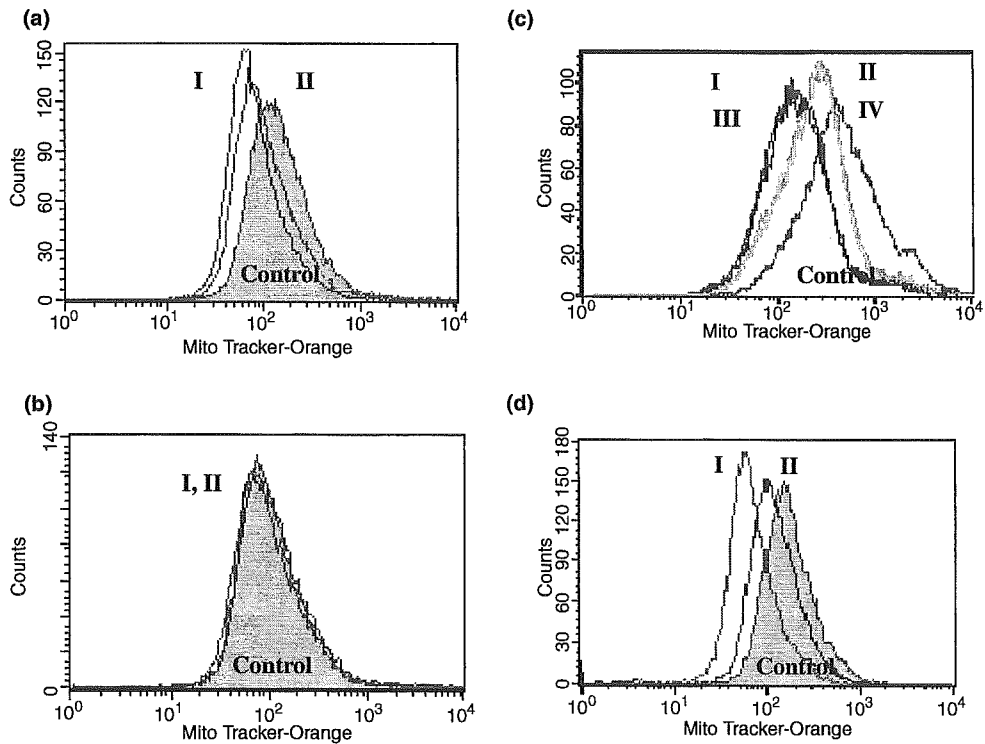 (a)
150
120
90
60
30
0
Counts
I
II
Control
10^0
10^1
10^2
10^3
10^4
Mito Tracker-Orange
(c)
100
80
60
40
20
0
Counts
I
II
III
IV
Control
10^0
10^1
10^2
10^3
10^4
Mito Tracker-Orange
(b)
140
0
Counts
I, II
Control
10^0
10^1
10^2
10^3
10^4
Mito Tracker-Orange
(d)
180
150
120
90
60
30
0
Counts
I
II
Control
10^0
10^1
10^2
10^3
10^4
Mito Tracker-Orange